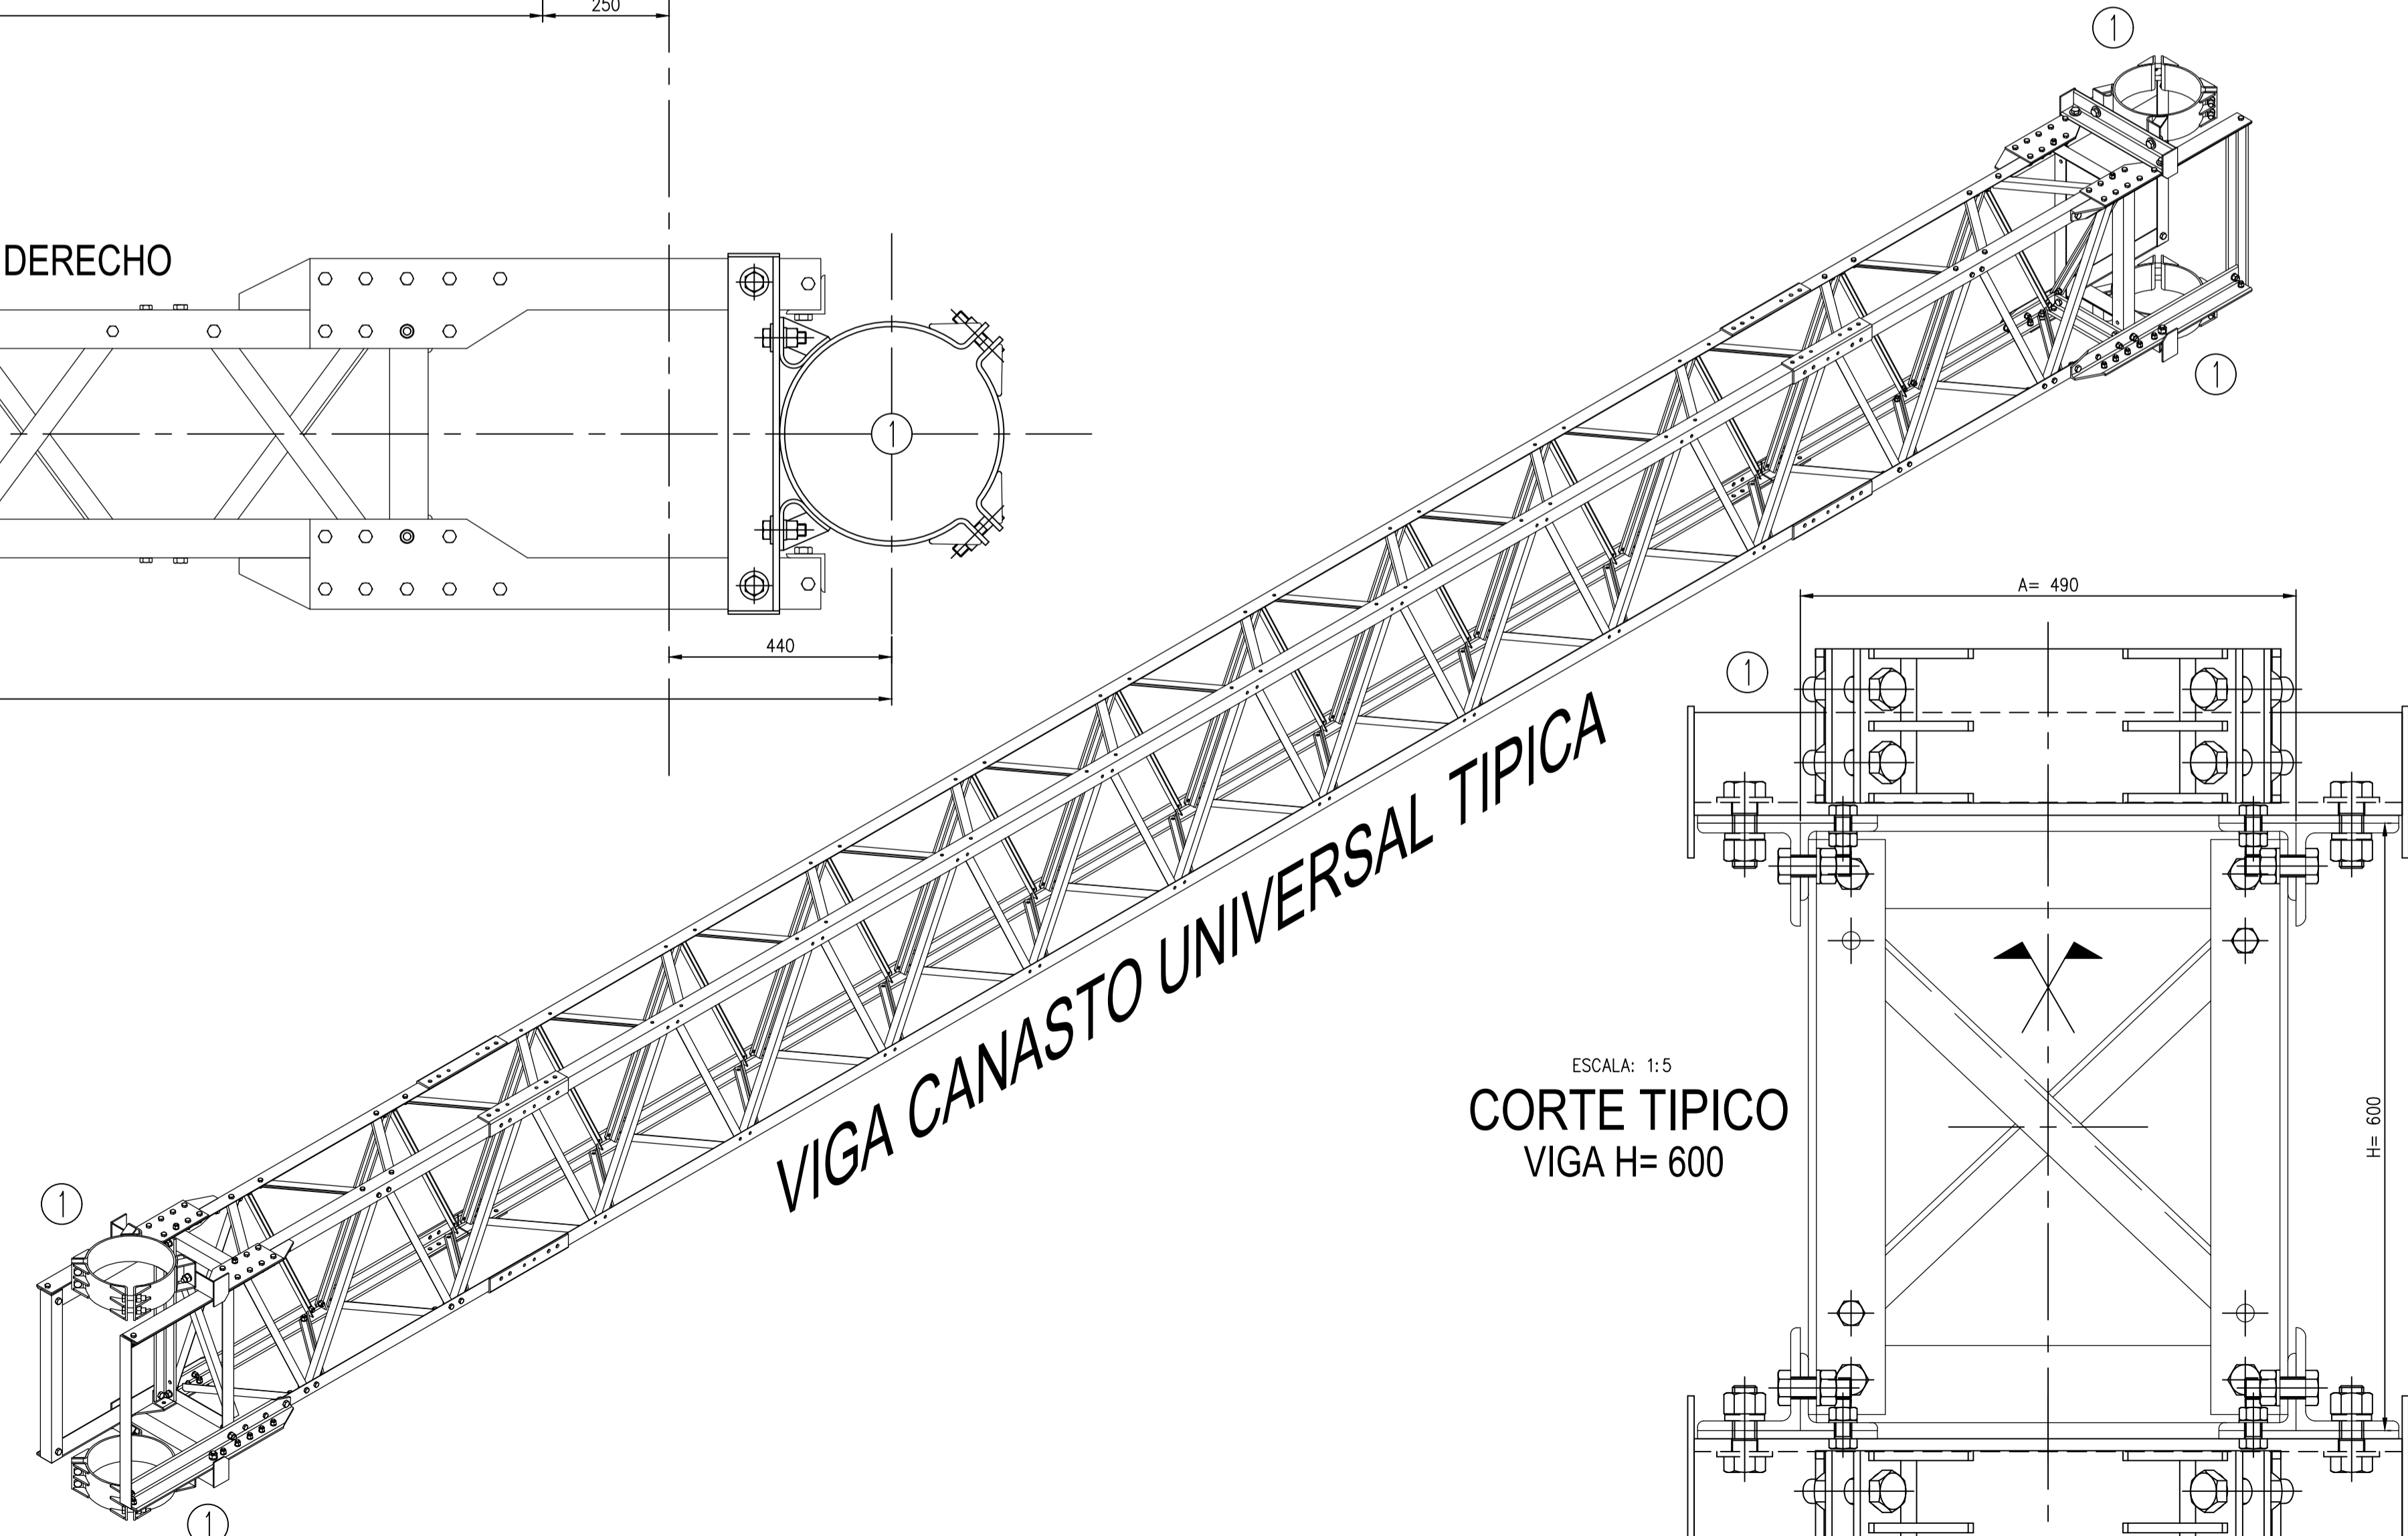 250
1
DERECHO
1
1
440
A= 490
1
VIGA CANASTO UNIVERSAL TIPICA
ESCALA: 1:5
CORTE TIPICO
VIGA H= 600
H= 600
1
1